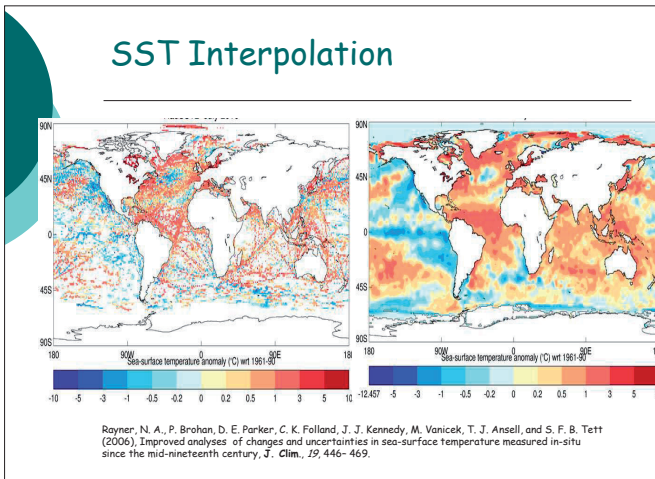 SST Interpolation
90N
45N
0
45S
90S
180 90W 0 90E 18
180 90W 0 90E
Sea-surface temperature anomaly (°C) wrt 1961-90
Sea-surface temperature anomaly (°C) wrt 1961-90
-10 -5 -3 -1 -0.5 -0.2 0 0.2 0.5 1 3 5 10
-12.457 -5 -3 -1 -0.5 -0.2 0 0.2 0.5 1 3 5
Rayner, N. A., P. Brohan, D. E. Parker, C. K. Folland, J. J. Kennedy, M. Vanicek, T. J. Ansell, and S. F. B. Tett
(2006), Improved analyses of changes and uncertainties in sea-surface temperature measured in-situ
since the mid-nineteenth century, J. Clim., 19, 446- 469.